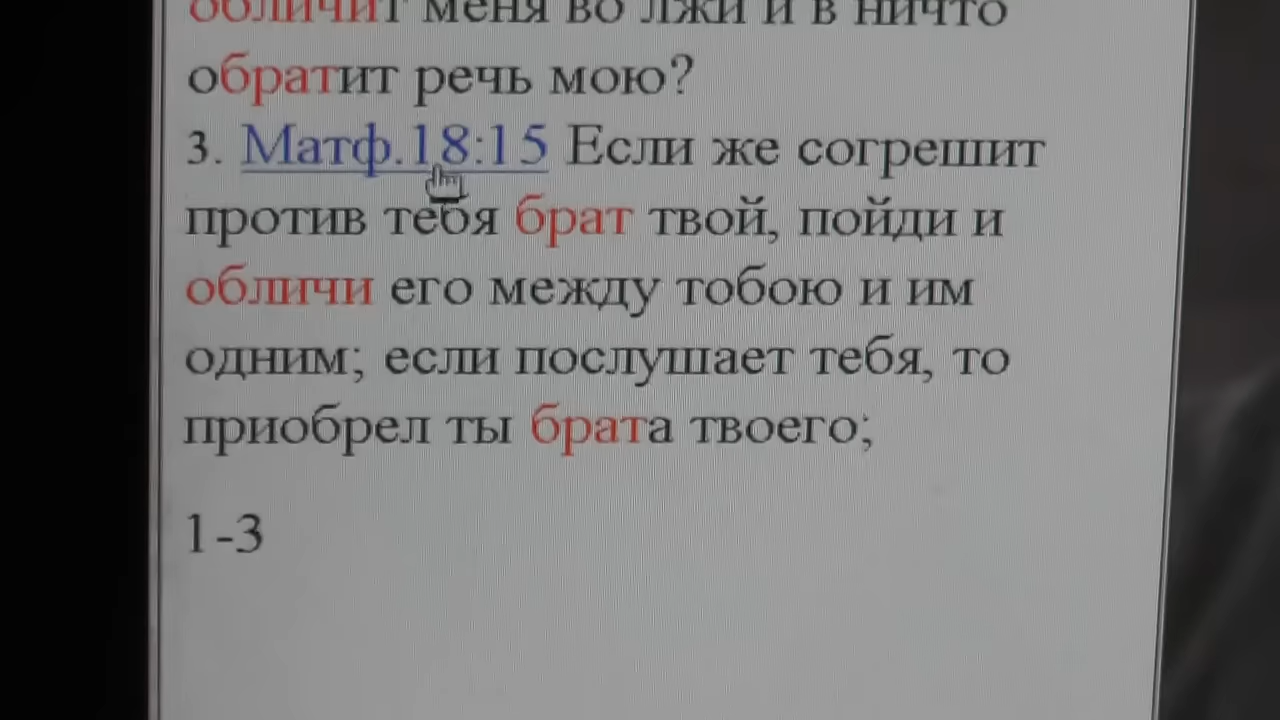 обличит меня во лжи и в ничто
обратит речь мою?
3. Матф.18:15 Если же согрешит
против тебя брат твой, пойди и
обличи его между тобою и им
одним; если послушает тебя, то
приобрел ты брата твоего;
1-3